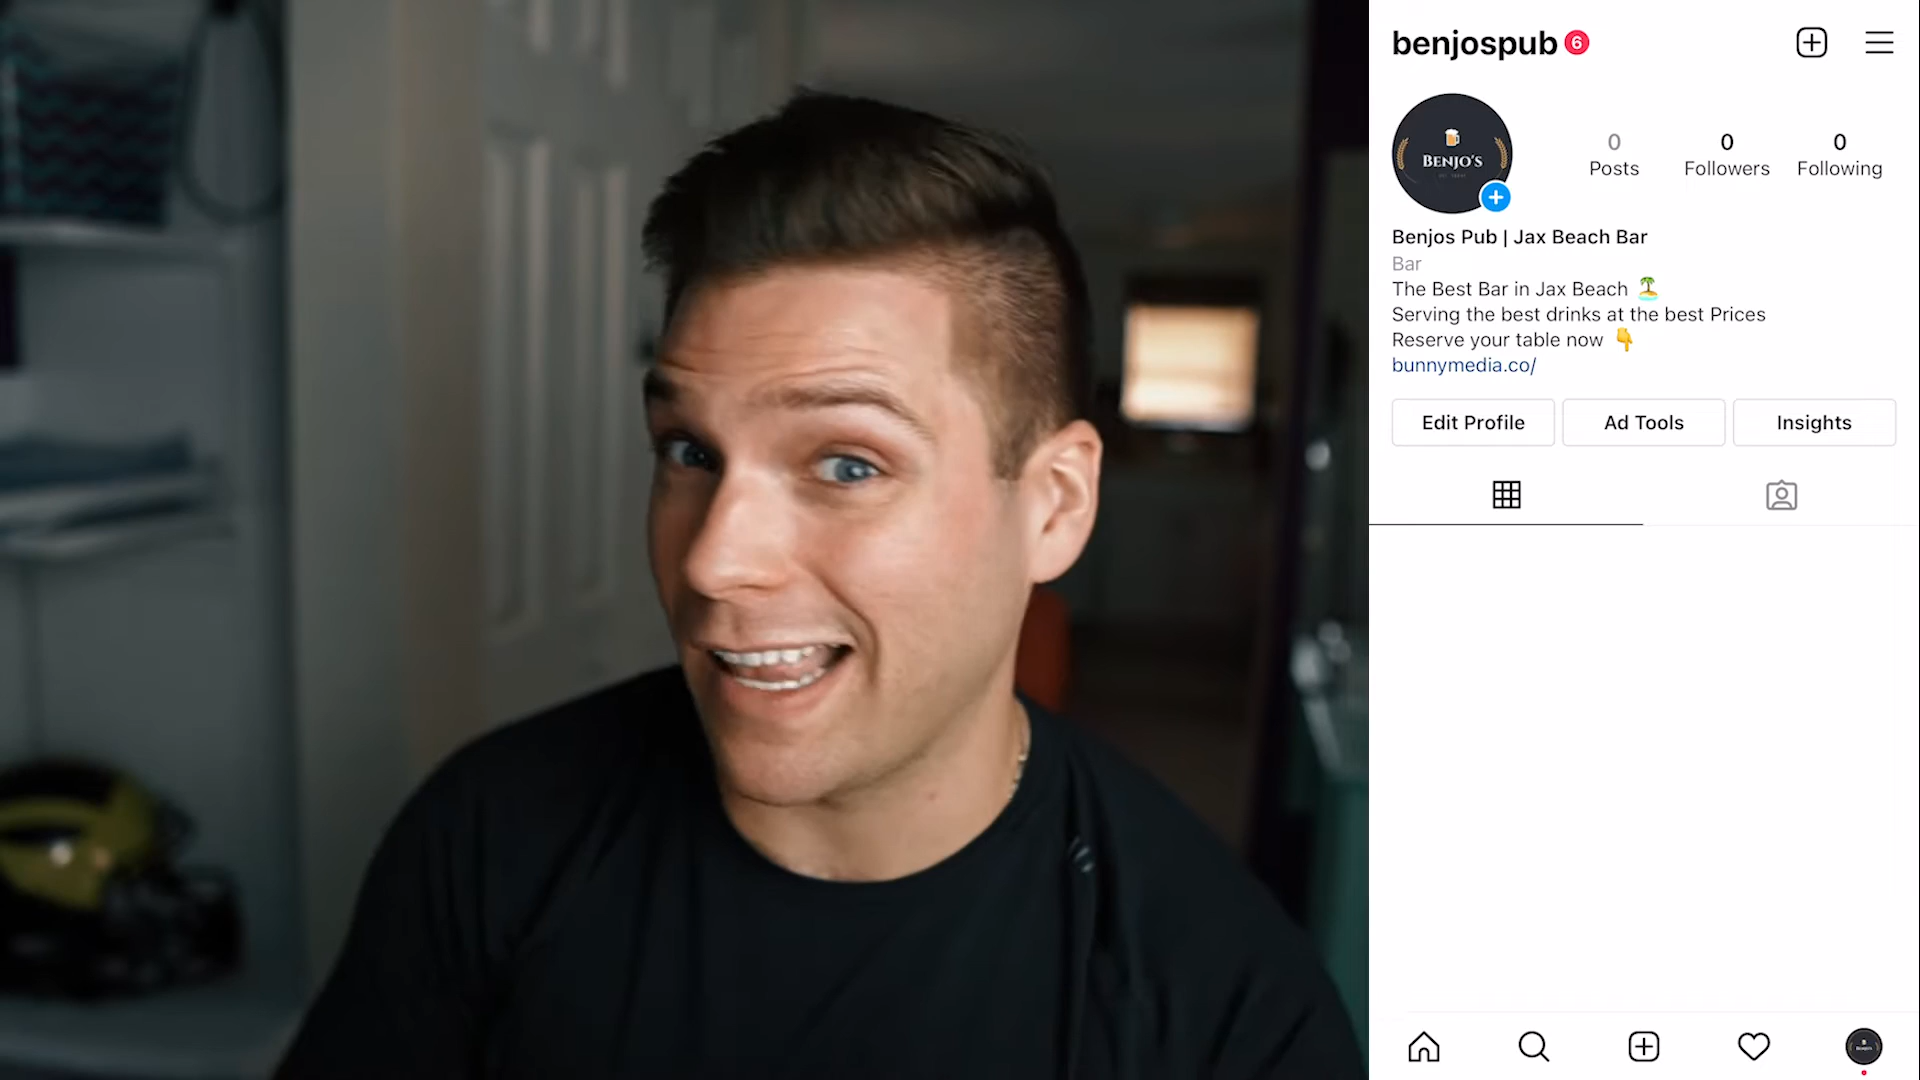 benjospub 6
BENJO'S
0 0 0
Posts Followers Following
Benjos Pub | Jax Beach Bar
Bar
The Best Bar in Jax Beach 🏝️
Serving the best drinks at the best Prices
Reserve your table now 👇
bunnymedia.co/
Edit Profile Ad Tools Insights